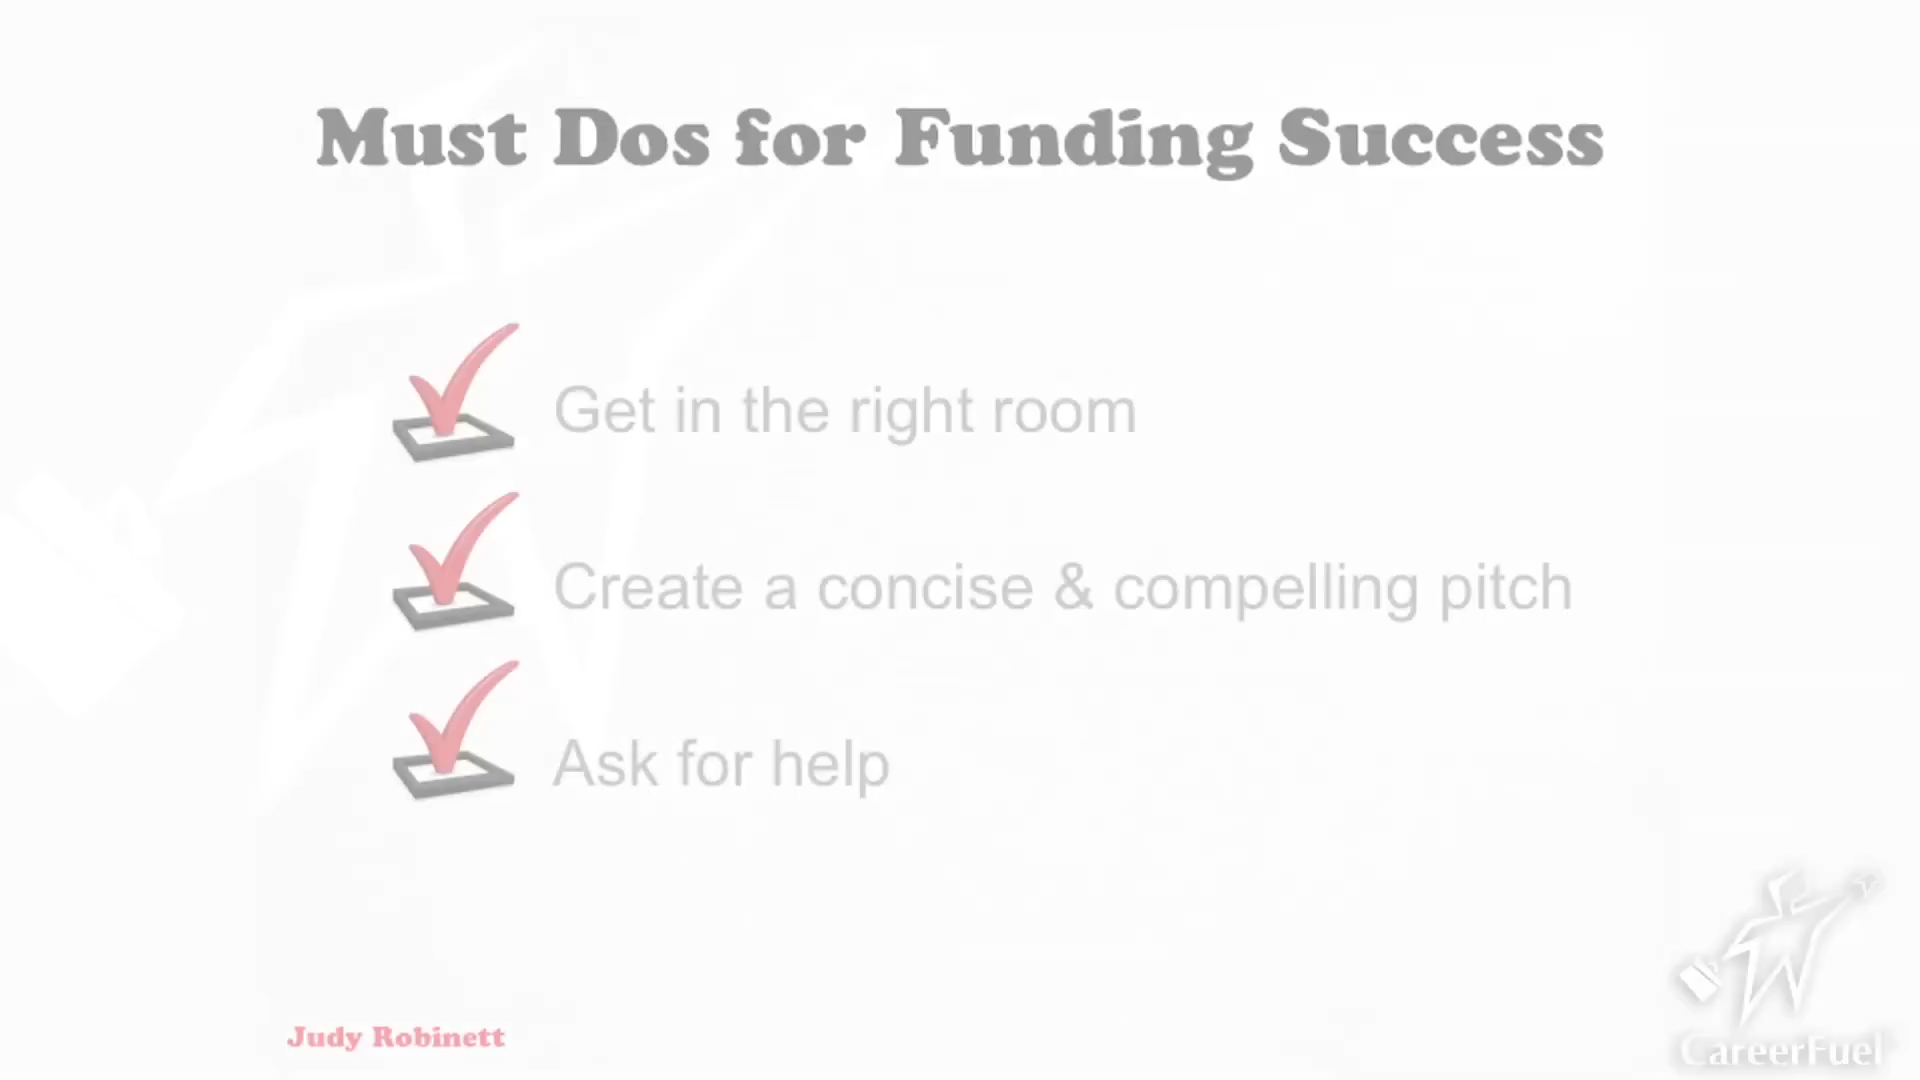 Must Dos for Funding Success
Get in the right room
Create a concise & compelling pitch
Ask for help
Judy Robinett
CareerFuel